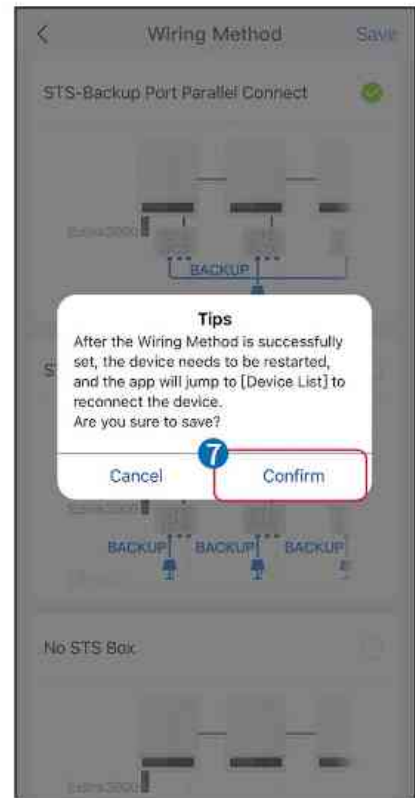 Wiring Method
Save
STS-Backup Port Parallel Connect
BACKUP
Tips
After the Wiring Method is successfully
set, the device needs to be restarted,
and the app will jump to [Device List] to
reconnect the device.
Are you sure to save?
7
Cancel
Confirm
BACKUP BACKUP BACKUP
No STS Box